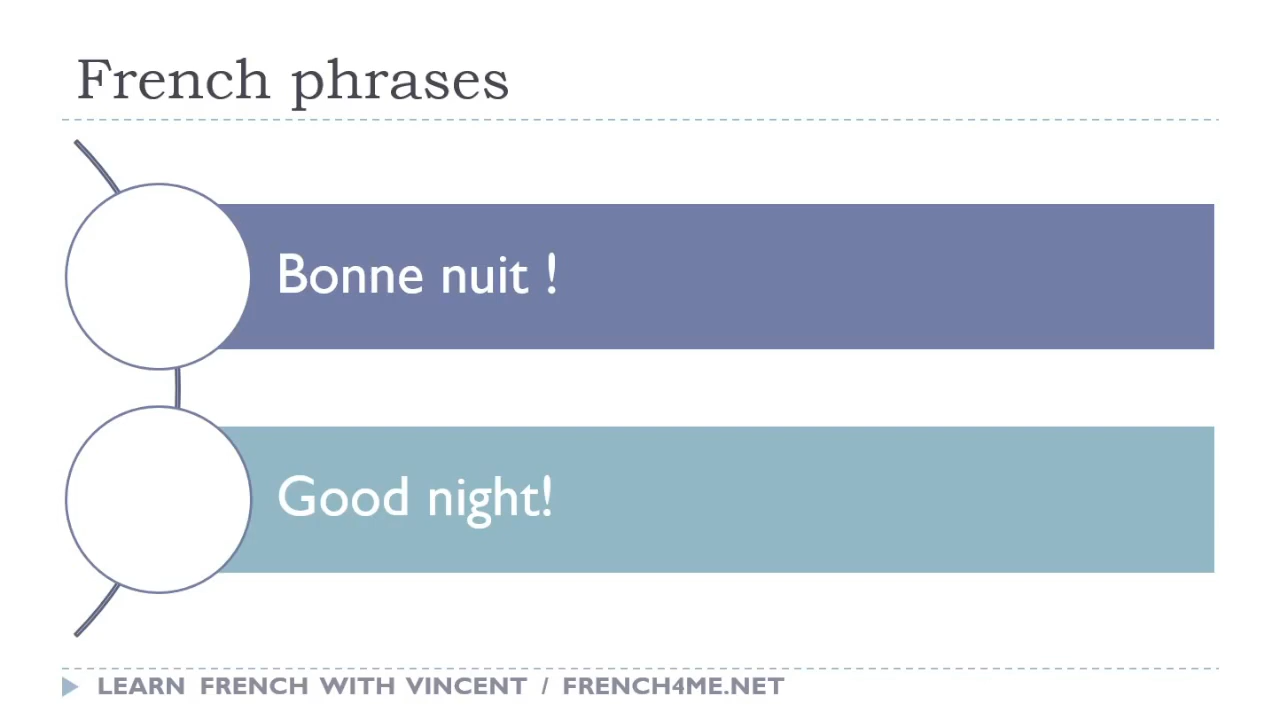 French phrases
Bonne nuit !
Good night!
LEARN FRENCH WITH VINCENT / FRENCH4ME.NET